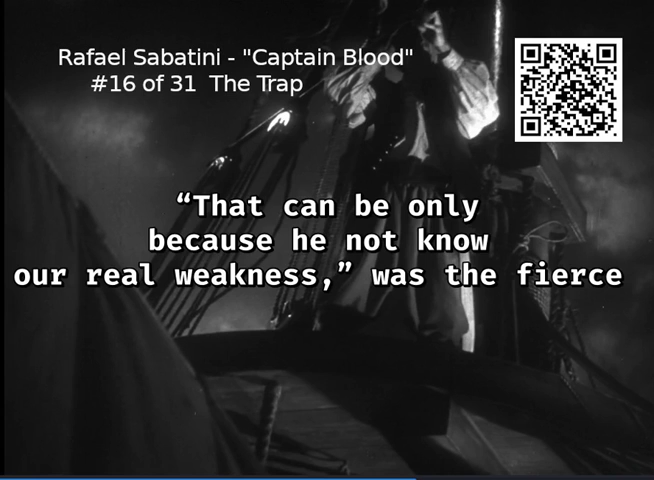 Rafael Sabatini - "Captain Blood"
#16 of 31  The Trap
“That can be only
because he not know
our real weakness,” was the fierce